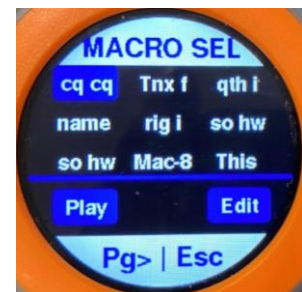 MACRO SEL
cq cq Tnx f qth i
name rig i so hw
so hw Mac-8 This
Play Edit
Pg> | Esc